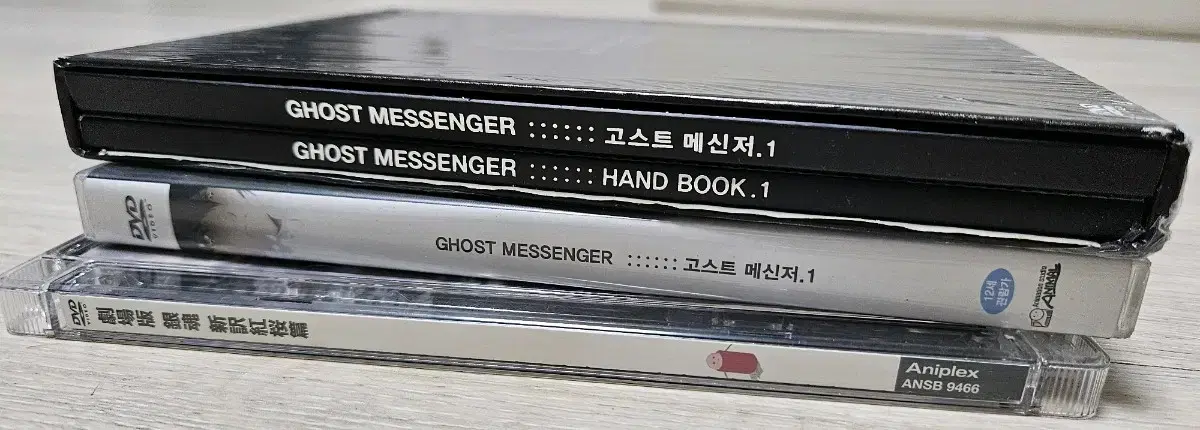 GHOST MESSENGER :::::: 고스트 메신저.1
GHOST MESSENGER :::::: HAND BOOK.1
DVD
VIDEO
GHOST MESSENGER :::::: 고스트 메신저.1
12세
관람가
DVD
VIDEO
劇場版 銀魂 新訳紅桜篇
Aniplex
ANSB 9466